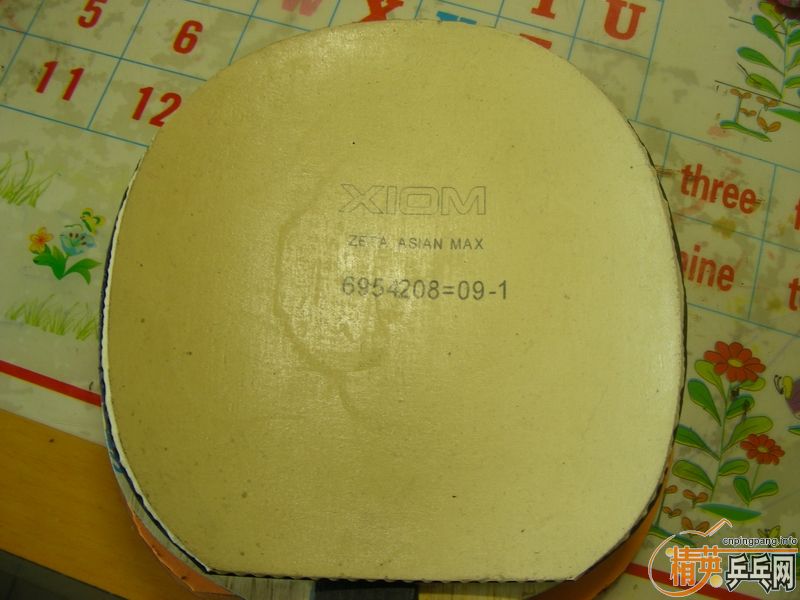 5
6
W X
T U
11
12
XIOM
ZETA ASIAN MAX
6954208=09-1
three
nine
cnpingpang.info
精英乒乓网